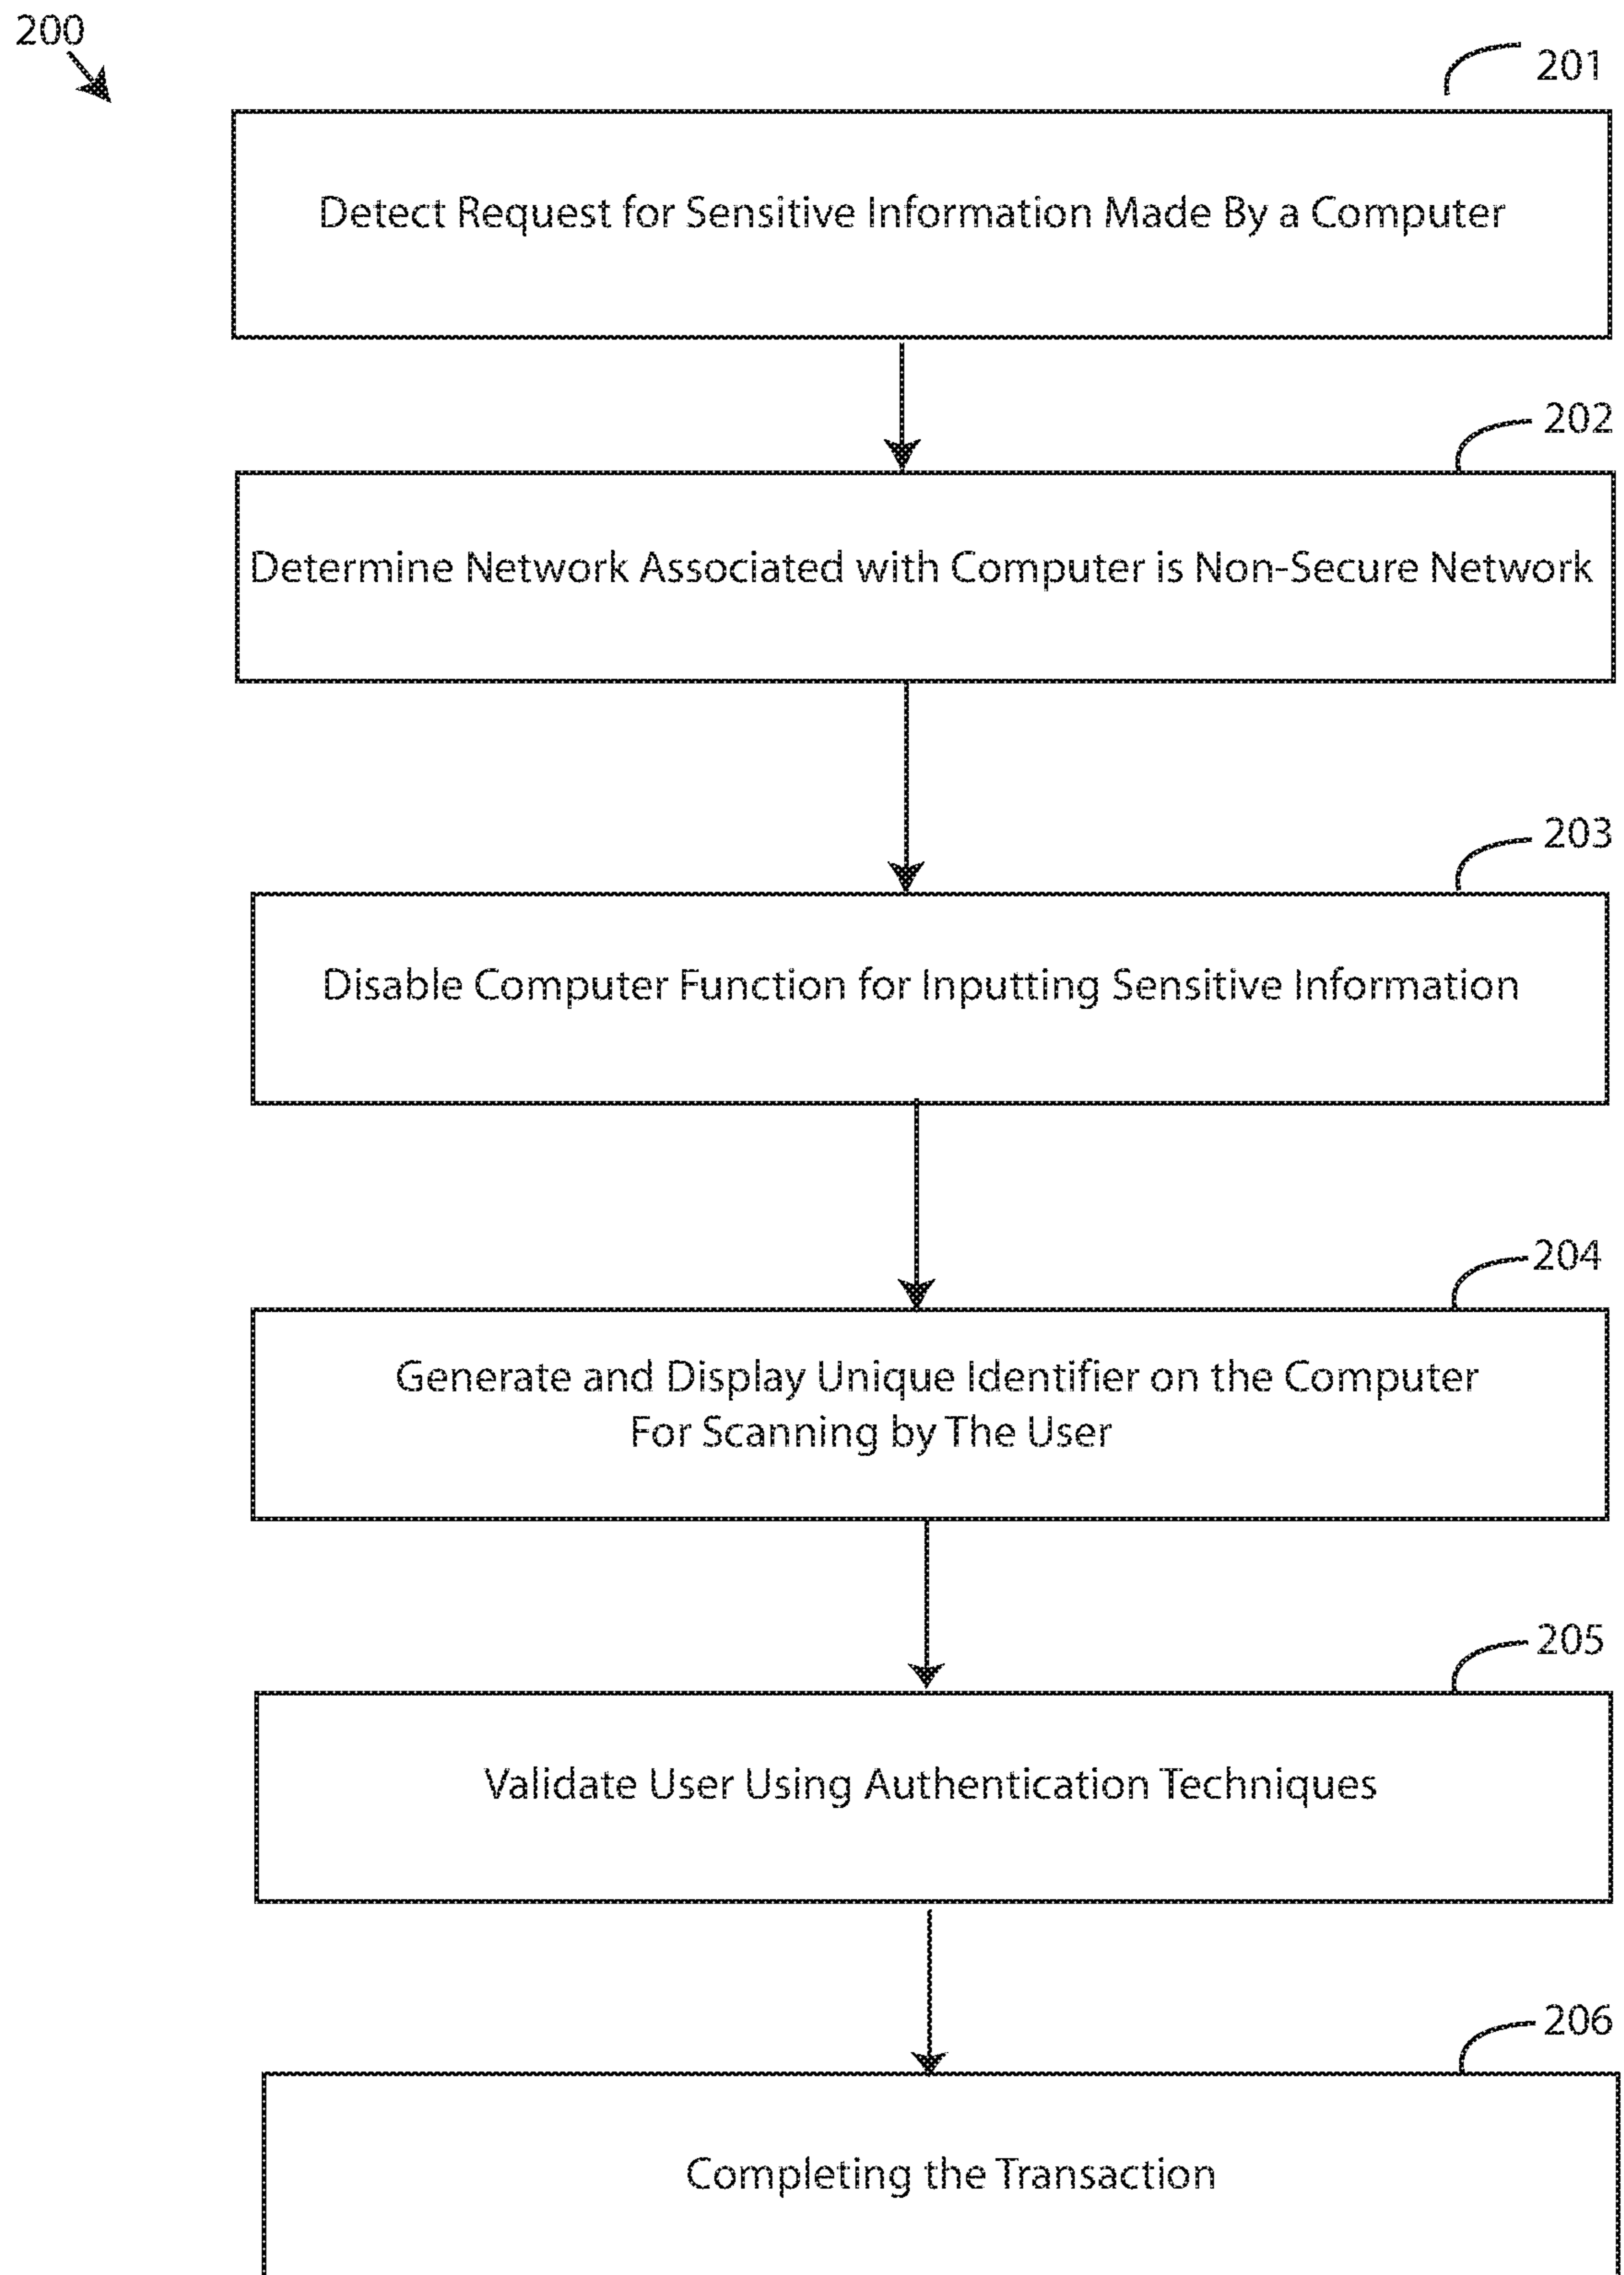 200
201
Detect Request for Sensitive Information Made By a Computer
202
Determine Network Associated with Computer is Non-Secure Network
203
Disable Computer Function for Inputting Sensitive Information
204
Generate and Display Unique Identifier on the Computer
For Scanning by The User
205
Validate User Using Authentication Techniques
206
Completing the Transaction